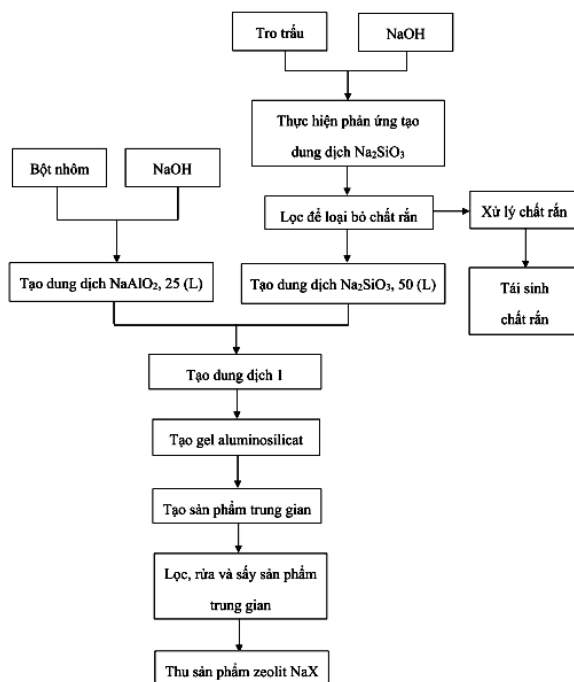 Tro trấu
NaOH
Thực hiện phản ứng tạo
dung dịch Na₂SiO₃
Bột nhôm
NaOH
Lọc để loại bỏ chất rắn
Xử lý chất rắn
Tạo dung dịch NaAlO₂, 25 (L)
Tạo dung dịch Na₂SiO₃, 50 (L)
Tái sinh
chất rắn
Tạo dung dịch 1
Tạo gel aluminosilicat
Tạo sản phẩm trung gian
Lọc, rửa và sấy sản phẩm
trung gian
Thu sản phẩm zeolit NaX